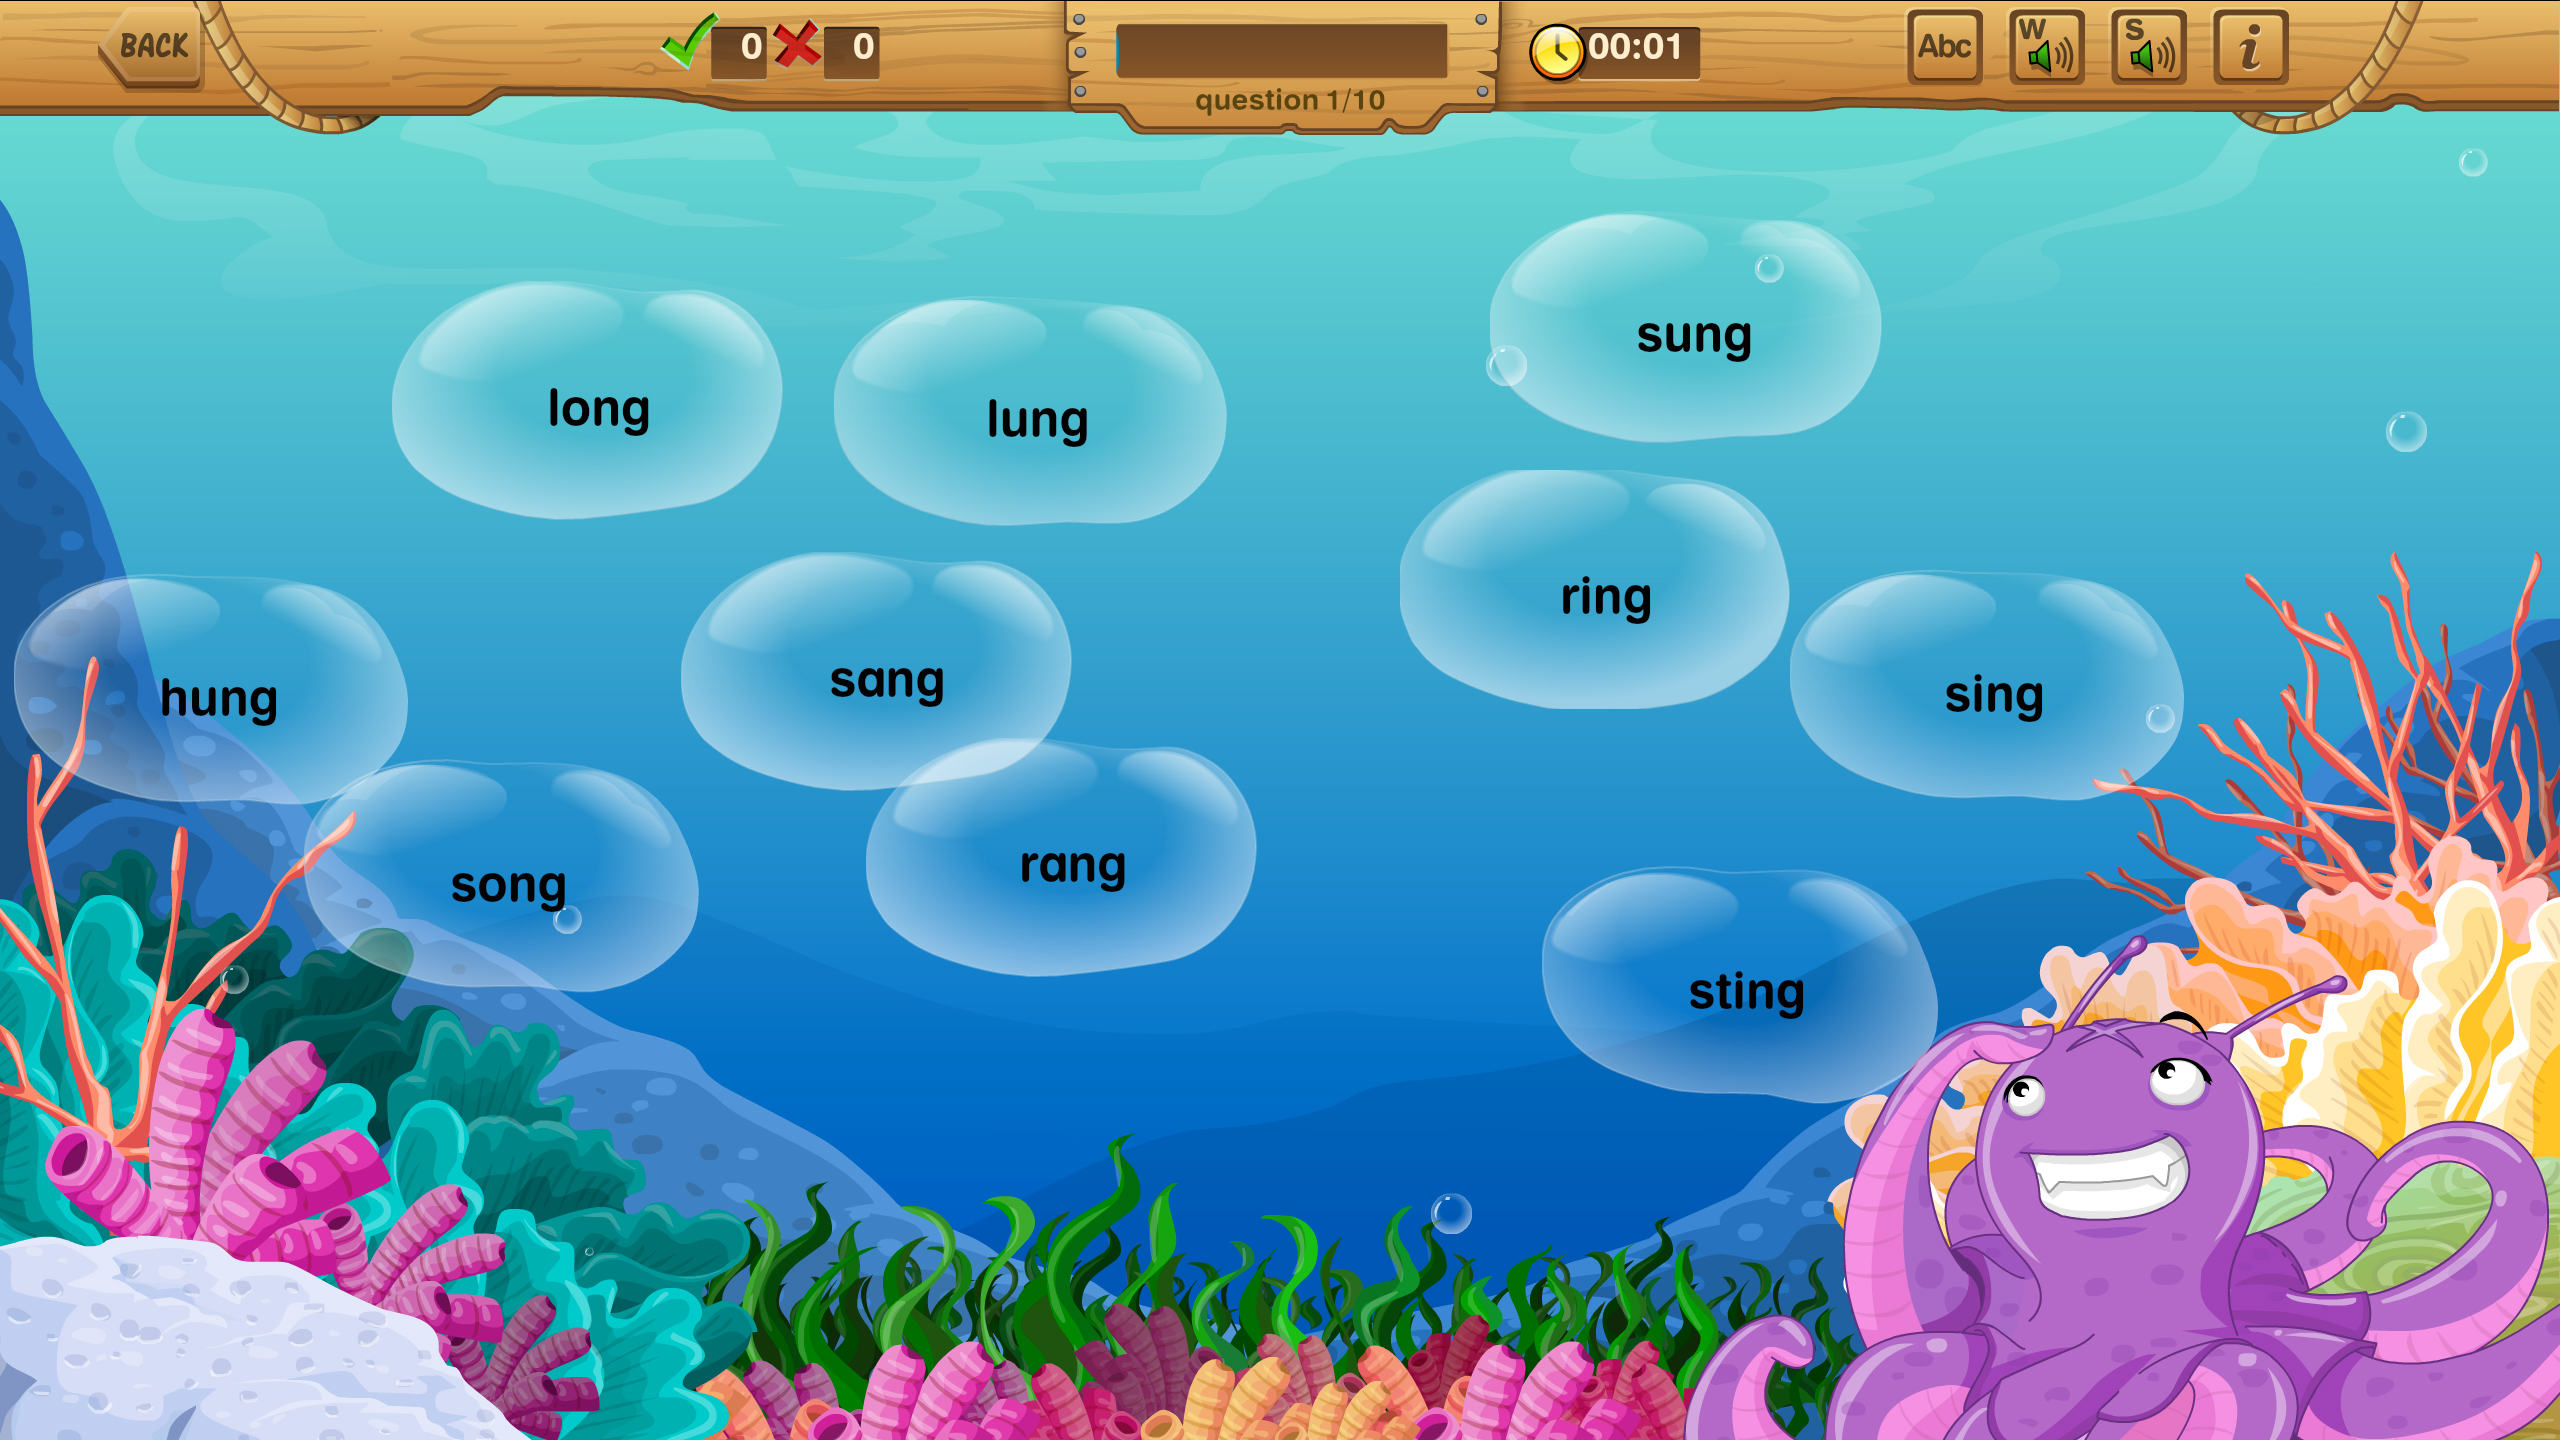 BACK
0
0
question 1/10
00:01
Abc
W
S
i
sung
long
lung
ring
hung
sang
sing
song
rang
sting